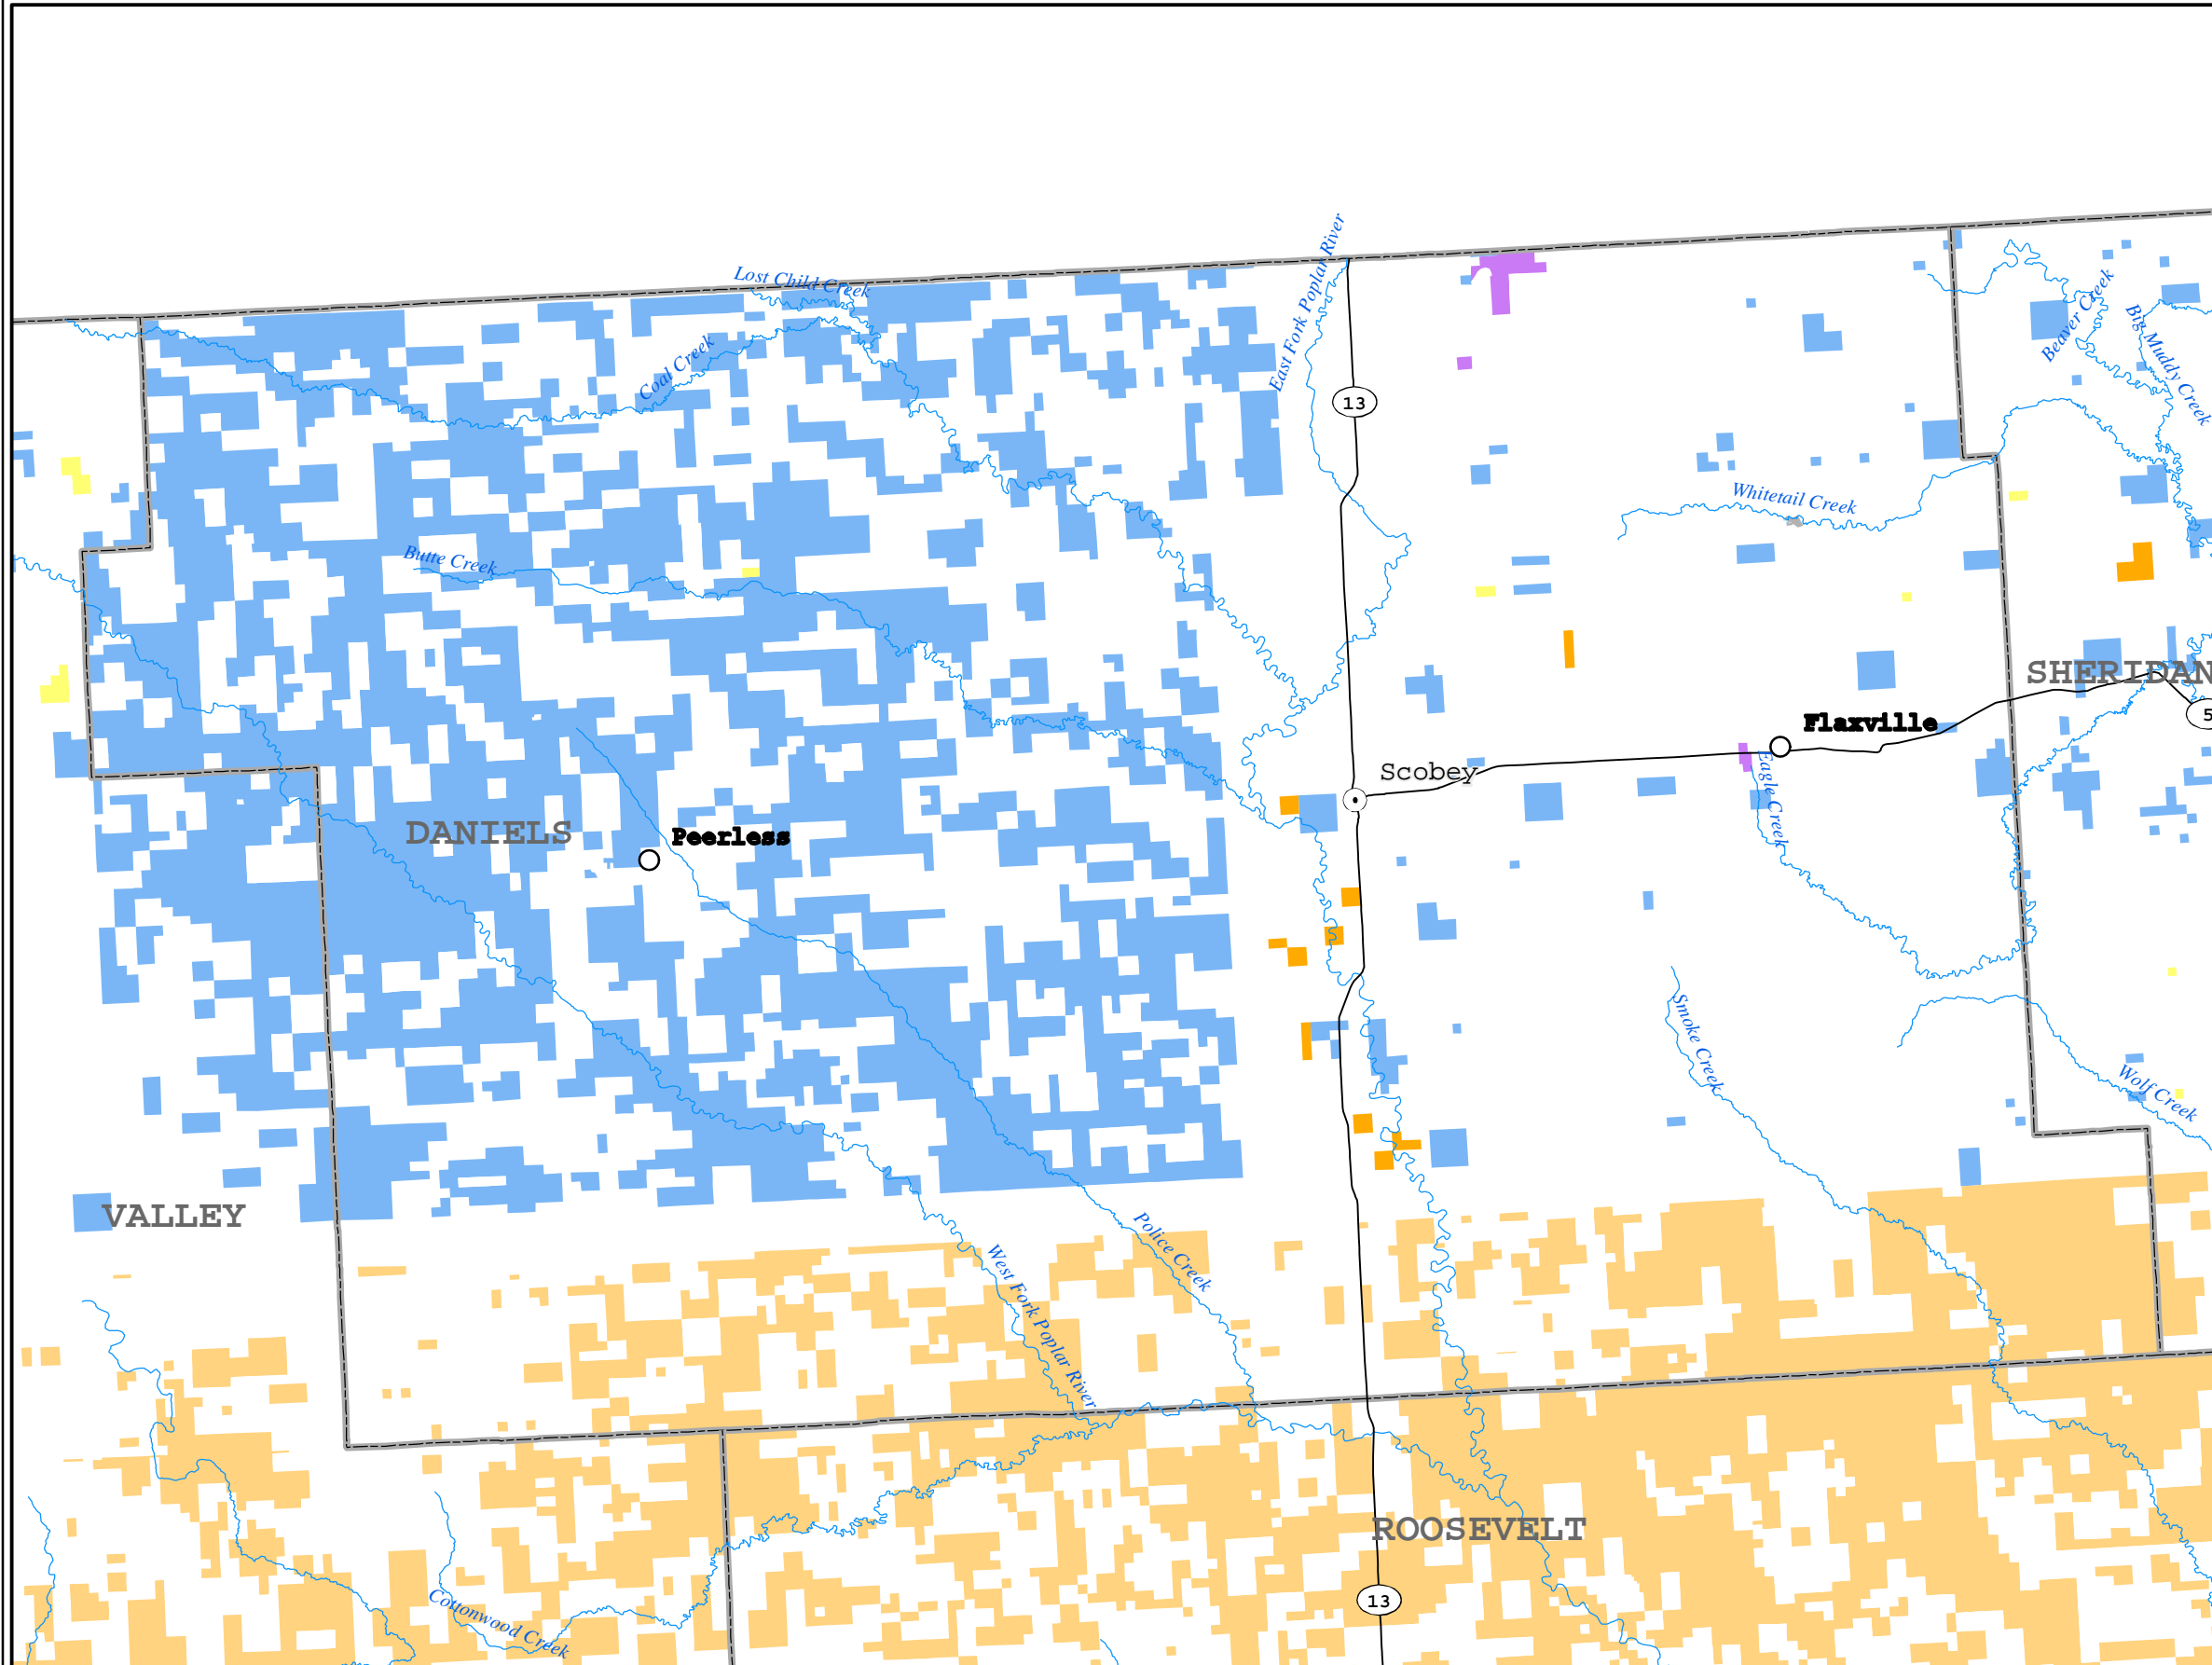 Lost Child Creek
East Fork Poplar River
Beaver Creek
Big Muddy Creek
Coal Creek
13
Whitetail Creek
Butte Creek
SHERIDAN
5
Flaxville
Scobey
Eagle Creek
DANIELS
Peerless
Smoke Creek
Wolf Creek
VALLEY
Police Creek
West Fork Poplar River
ROOSEVELT
13
Cottonwood Creek